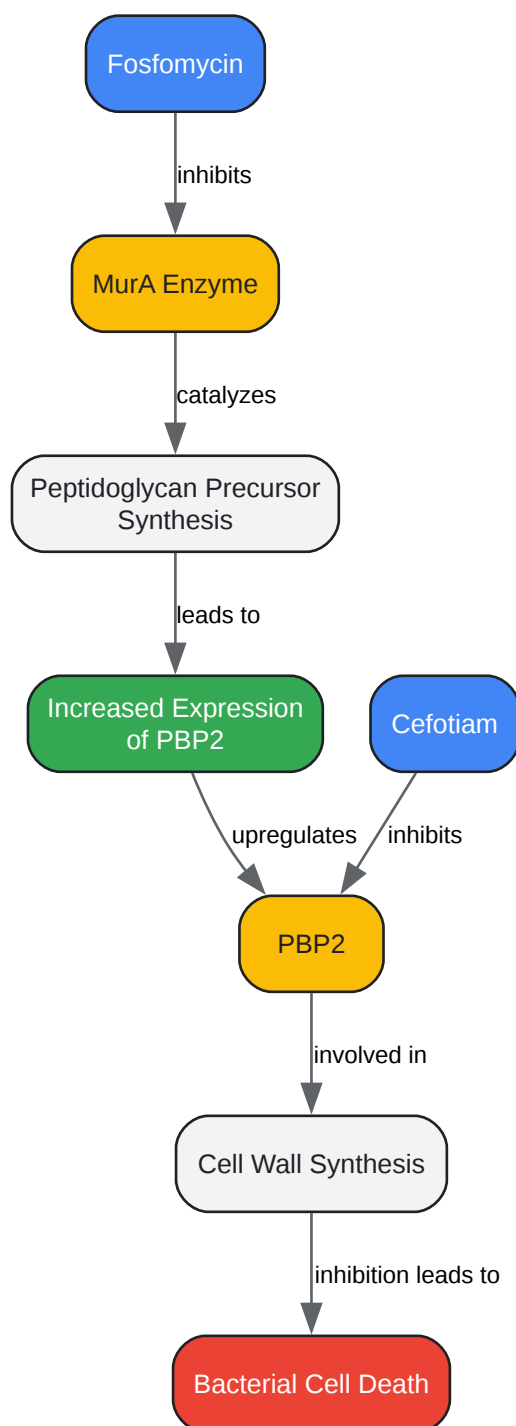 Fosfomycin
inhibits
MurA Enzyme
catalyzes
Peptidoglycan Precursor
Synthesis
leads to
Increased Expression
of PBP2
Cefotiam
upregulates
inhibits
PBP2
involved in
Cell Wall Synthesis
inhibition leads to
Bacterial Cell Death